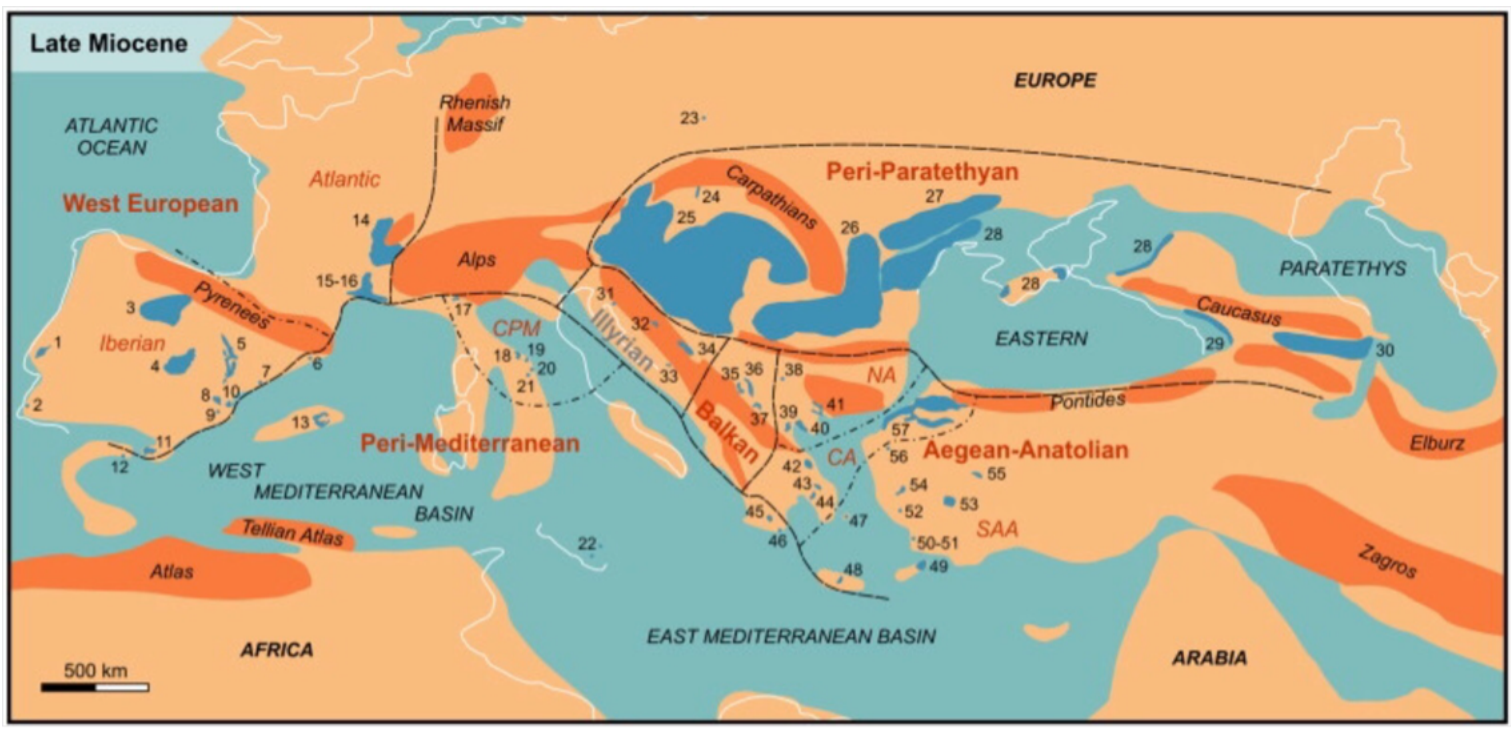 Late Miocene
EUROPE
Rhenish
Massif
ATLANTIC
OCEAN
23
Atlantic
West European
Peri-Paratethyan
Carpathians
24
25
26
27
28
28
28
14
Alps
PARATETHYS
15-16
Pyrenees
3
Iberian
1
4
5
6
7
8
9
10
2
11
12
13
17
CPM
18
19
20
21
31
32
Illyrian
33
34
EASTERN
Caucasus
29
30
35
36
37
38
NA
39
40
41
Pontides
Elburz
Balkan
Peri-Mediterranean
CA
57
56
Aegean-Anatolian
42
43
44
45
46
47
54
55
53
52
SAA
50-51
49
48
WEST
MEDITERRANEAN
BASIN
22
Tellian Atlas
Atlas
Zagros
AFRICA
EAST MEDITERRANEAN BASIN
ARABIA
500 km